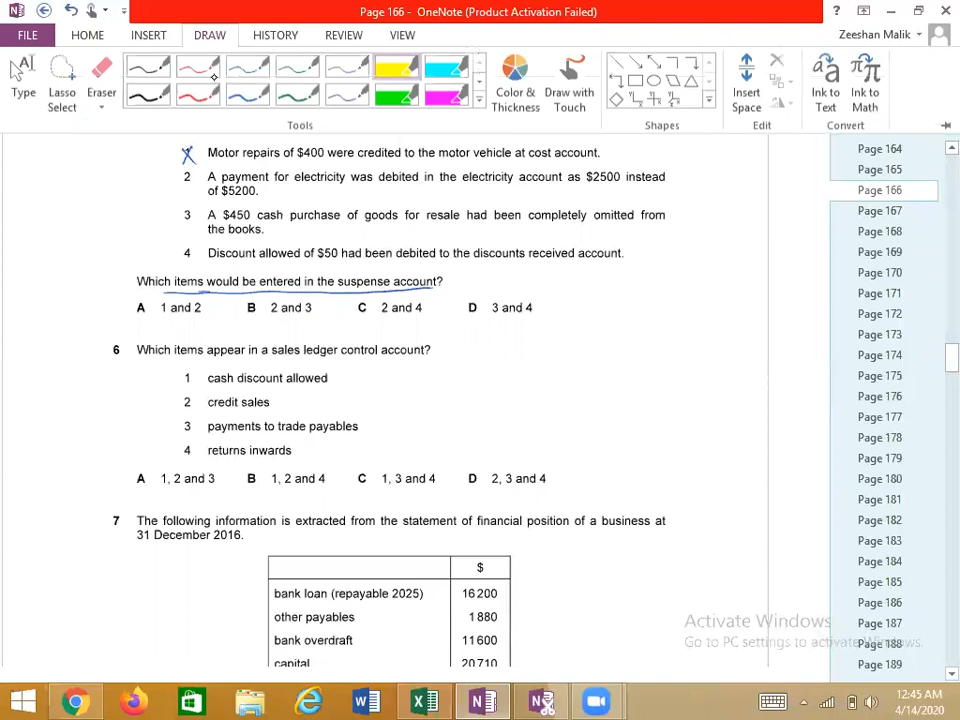 Page 166 - OneNote (Product Activation Failed)
FILE HOME INSERT DRAW HISTORY REVIEW VIEW
Zeeshan Malik
Type
Lasso Select
Eraser
Color & Thickness
Draw with Touch
Insert Space
Ink to Text
Ink to Math
Tools
Shapes
Edit
Convert
Motor repairs of $400 were credited to the motor vehicle at cost account.
2 A payment for electricity was debited in the electricity account as $2500 instead
of $5200.
3 A $450 cash purchase of goods for resale had been completely omitted from
the books.
4 Discount allowed of $50 had been debited to the discounts received account.
Which items would be entered in the suspense account?
A 1 and 2 B 2 and 3 C 2 and 4 D 3 and 4
6 Which items appear in a sales ledger control account?
1 cash discount allowed
2 credit sales
3 payments to trade payables
4 returns inwards
A 1, 2 and 3 B 1, 2 and 4 C 1, 3 and 4 D 2, 3 and 4
7 The following information is extracted from the statement of financial position of a business at
31 December 2016.
$
bank loan (repayable 2025) 16 200
other payables 1 880
bank overdraft 11 600
capital 20 710
Page 164
Page 165
Page 166
Page 167
Page 168
Page 169
Page 170
Page 171
Page 172
Page 173
Page 174
Page 175
Page 176
Page 177
Page 178
Page 179
Page 180
Page 181
Page 182
Page 183
Page 184
Page 185
Page 186
Page 187
Page 188
Page 189
Activate Windows
Go to PC settings to activate Windows.
12:45 AM
4/14/2020